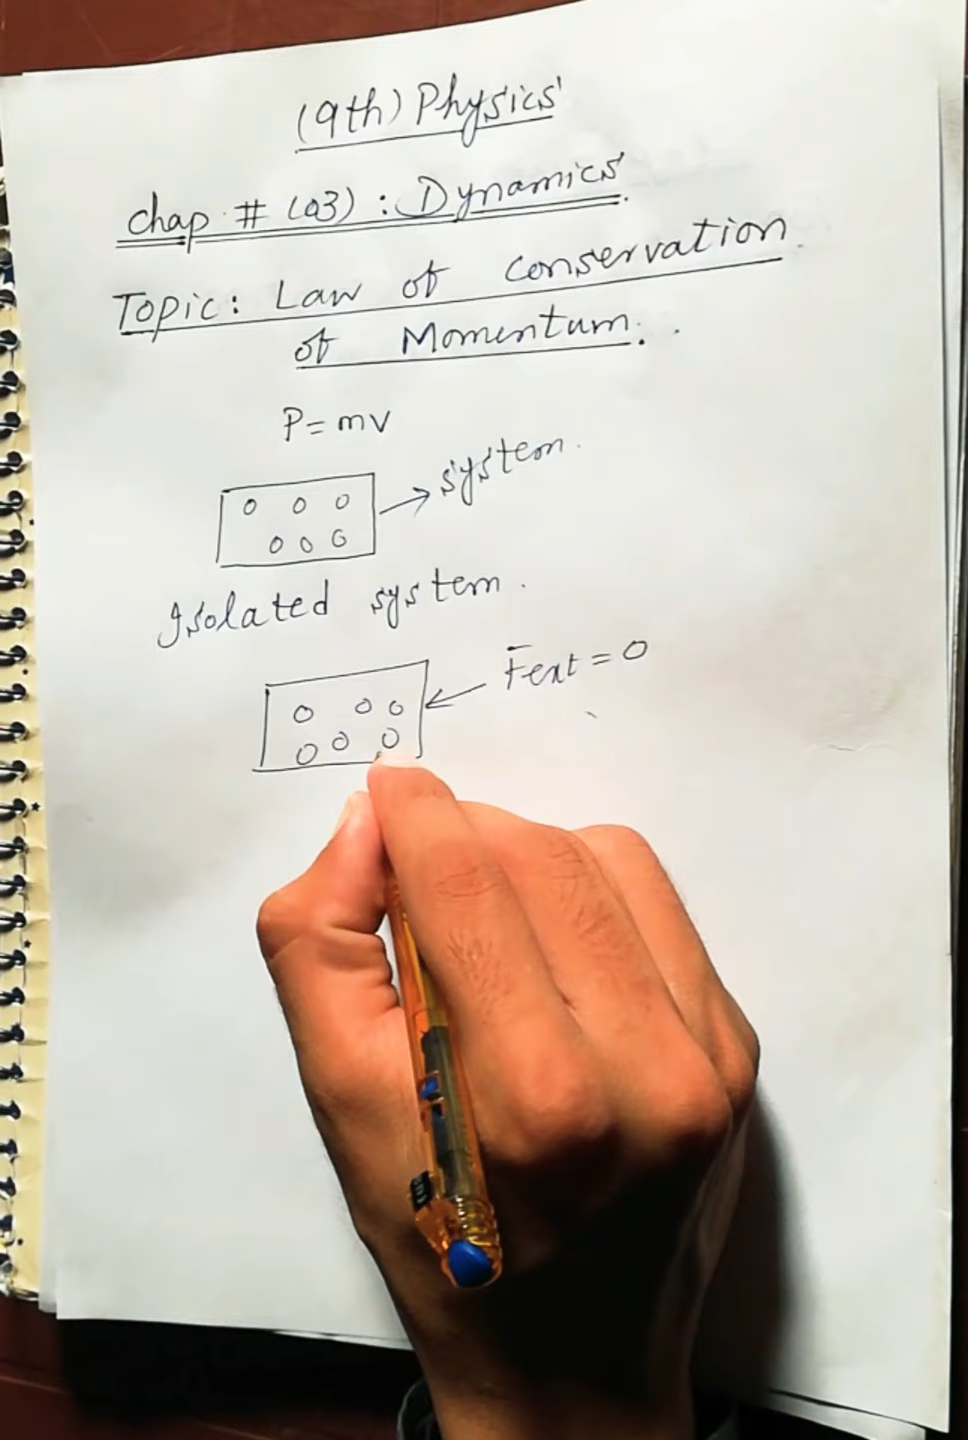 (9th) Physics
Chap # (03) : Dynamics.
Topic: Law of Conservation
of Momentum.
P = mv
system.
Isolated system.
Fext = 0